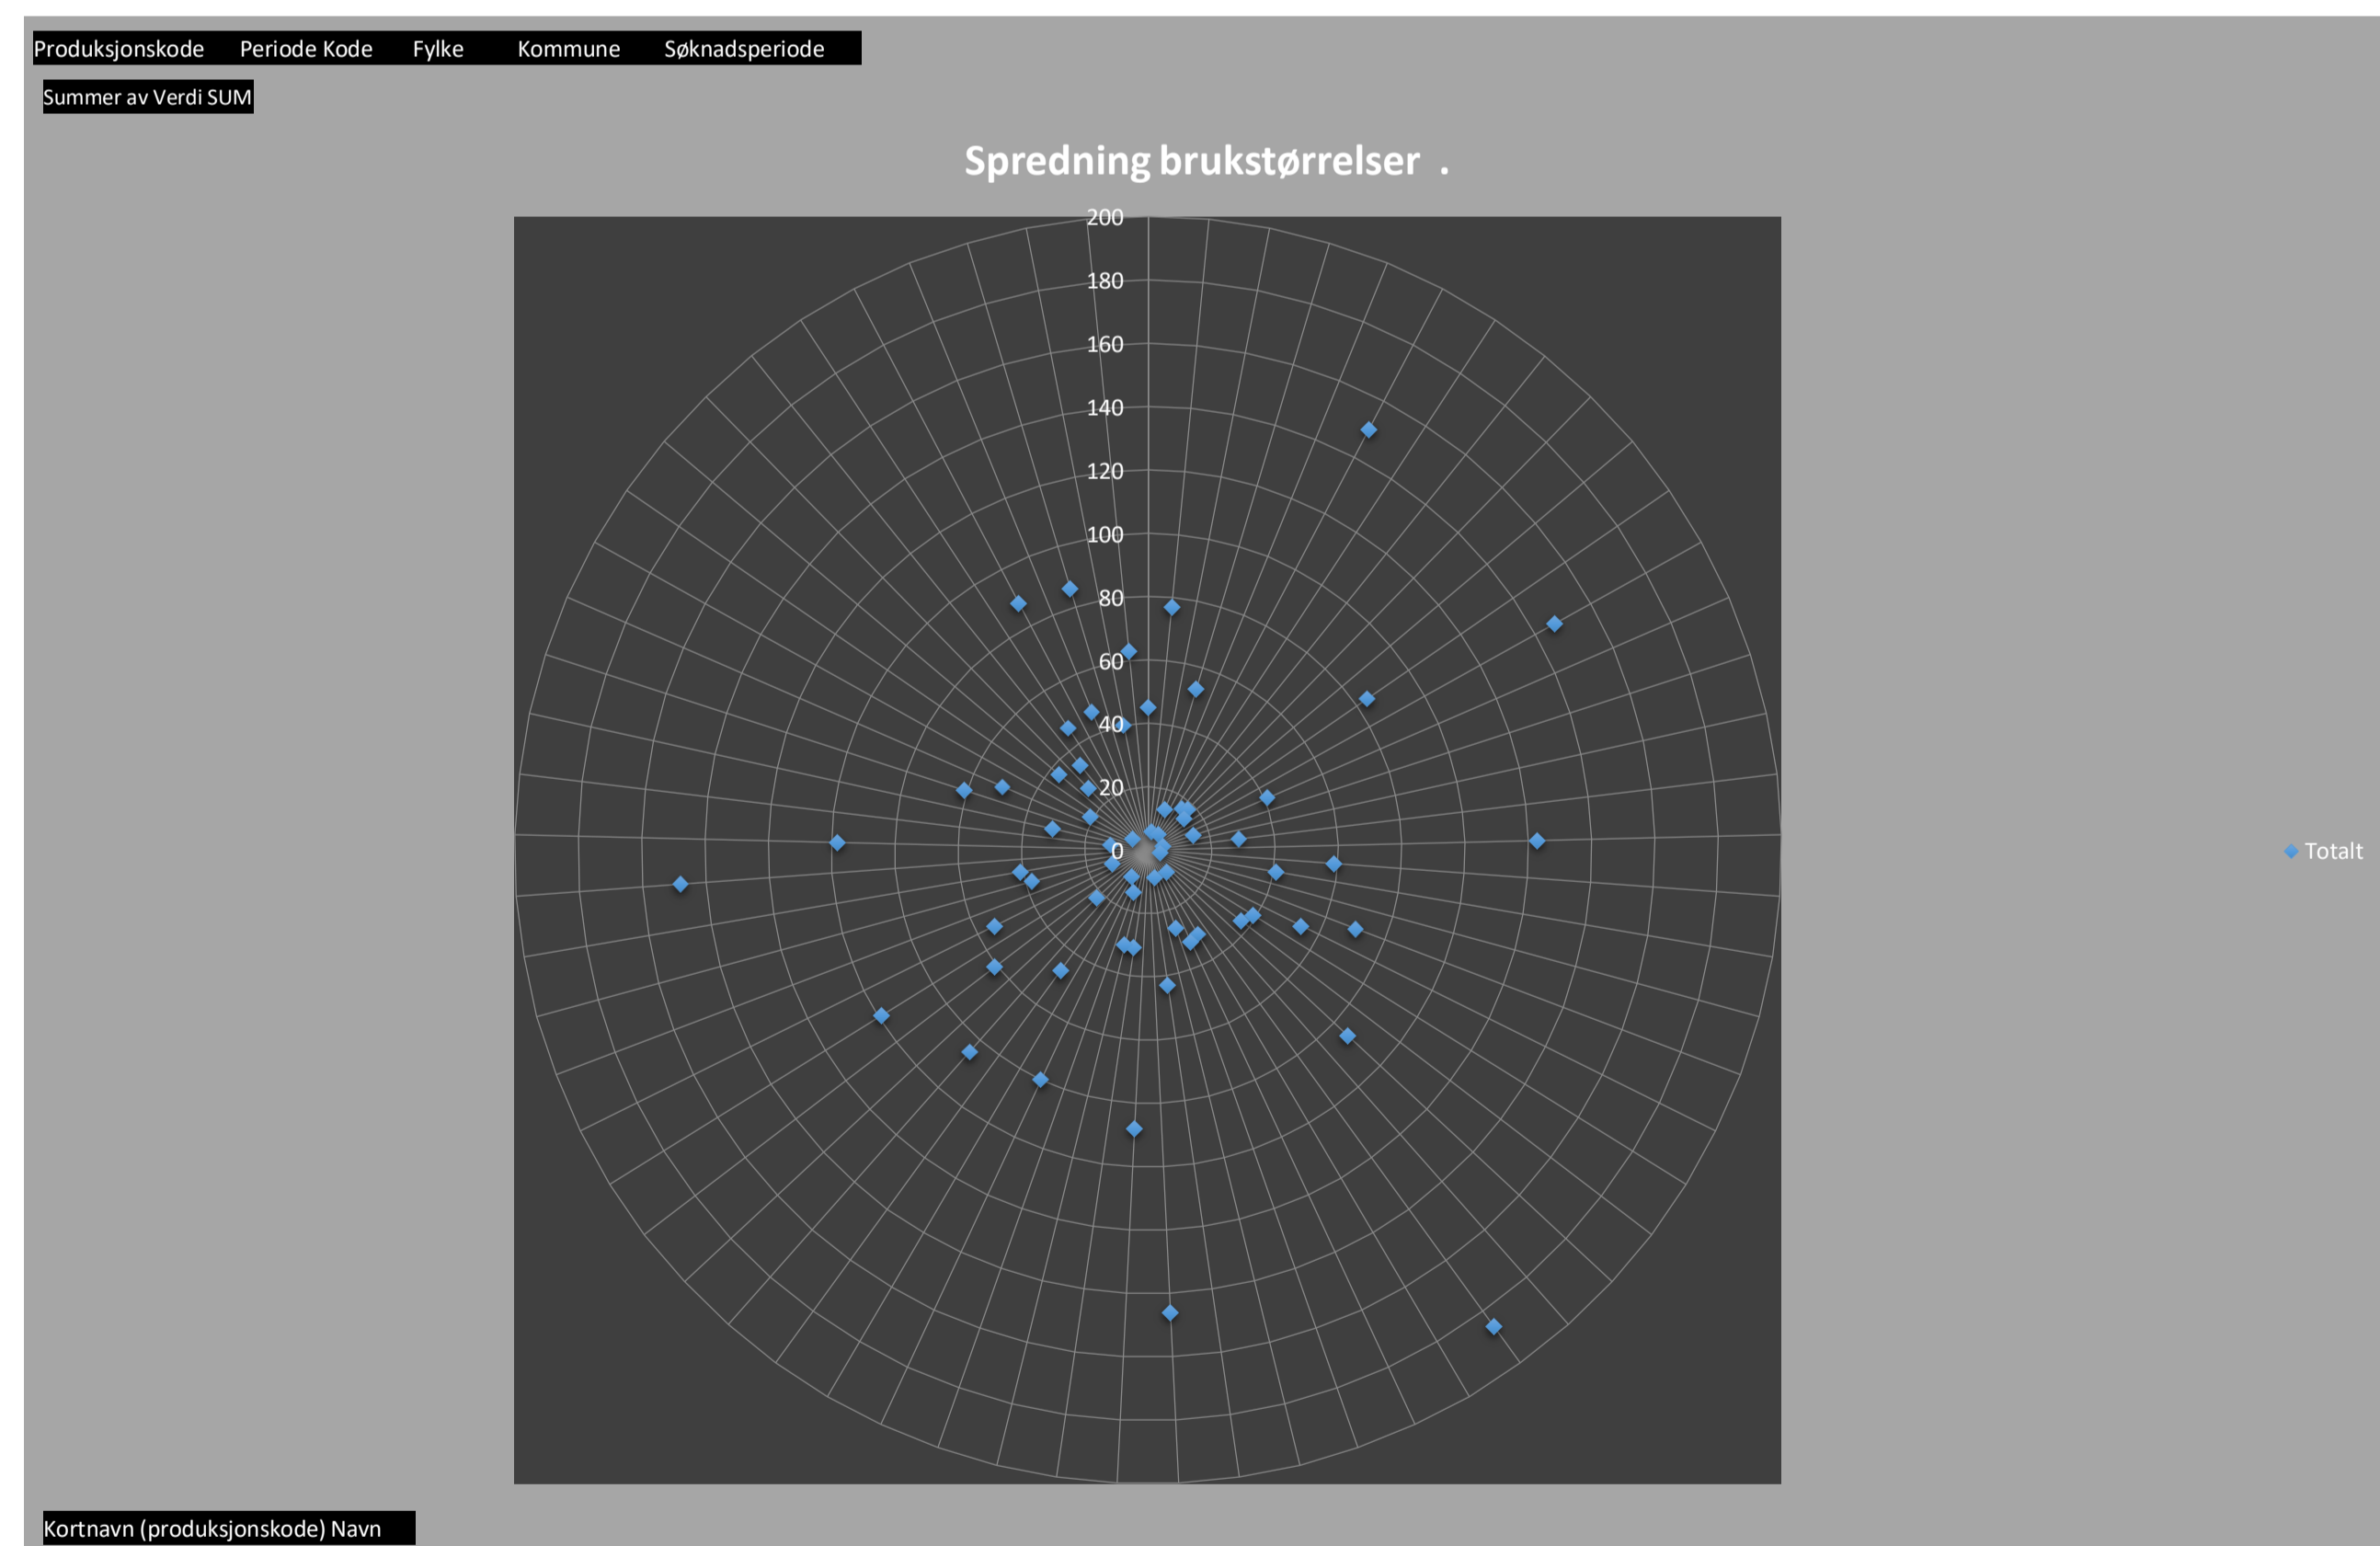 Produksjonskode Periode Kode Fylke Kommune Søknadsperiode
Summer av Verdi SUM
Spredning brukstørrelser .
200
180
160
140
120
100
80
60
40
20
0
Totalt
Kortnavn (produksjonskode) Navn